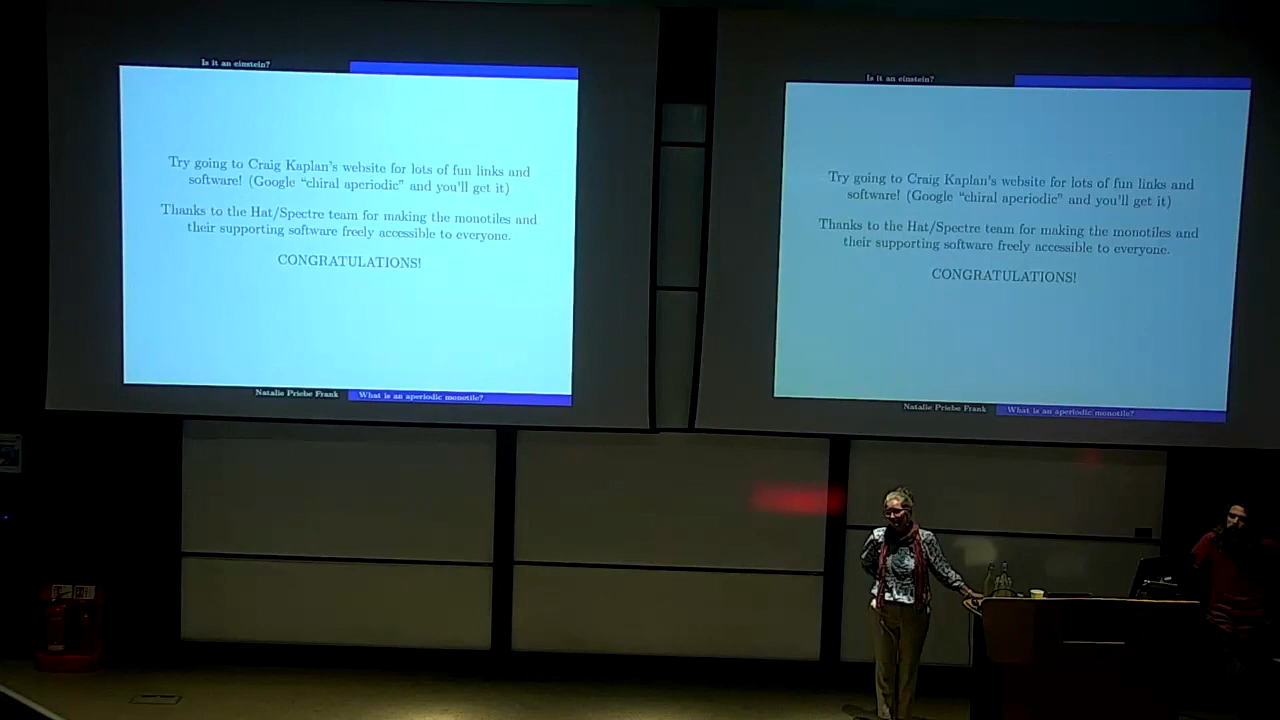 Is it an einstein?
Try going to Craig Kaplan's website for lots of fun links and
software! (Google “chiral aperiodic” and you'll get it)
Thanks to the Hat/Spectre team for making the monotiles and
their supporting software freely accessible to everyone.
CONGRATULATIONS!
Natalie Priebe Frank What is an aperiodic monotile?
Is it an einstein?
Try going to Craig Kaplan's website for lots of fun links and
software! (Google “chiral aperiodic” and you'll get it)
Thanks to the Hat/Spectre team for making the monotiles and
their supporting software freely accessible to everyone.
CONGRATULATIONS!
Natalie Priebe Frank What is an aperiodic monotile?